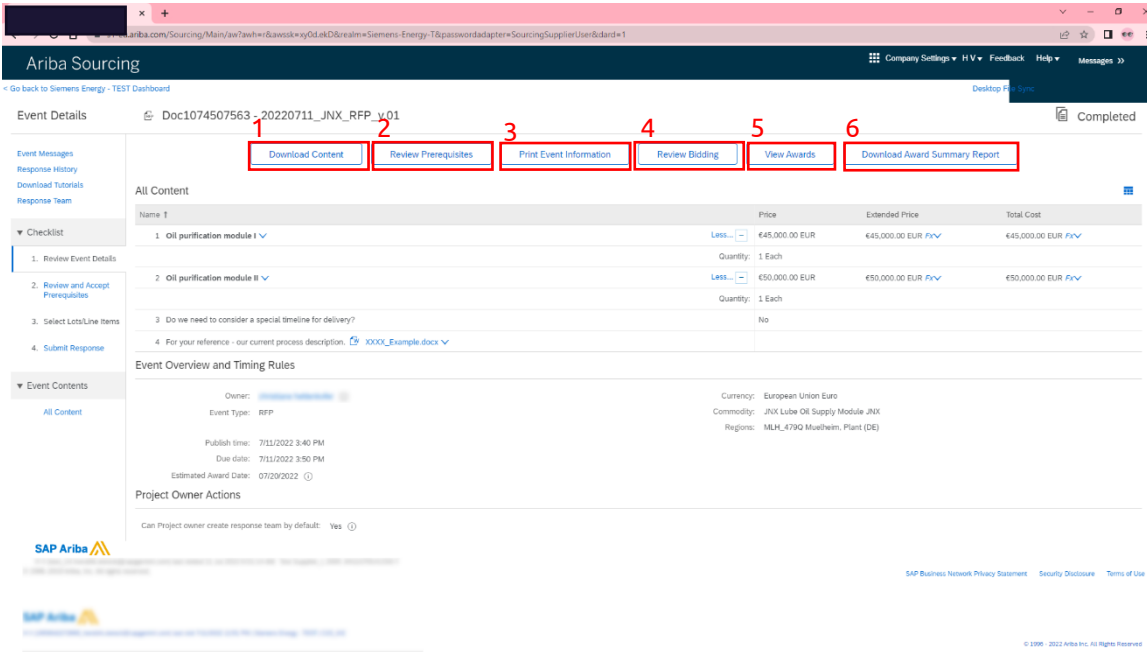 ariba.com/Sourcing/Main/aw?awh=r&awssk=xy0d.ekD&realm=Siemens-Energy-T&passwordadapter=SourcingSupplierUser&dard=1
Ariba Sourcing
Company Settings HV Feedback Help Messages >>
< Go back to Siemens Energy - TEST Dashboard
Desktop File Sync
Event Details
Doc1074507563 - 20220711_JNX_RFP_v.01
Completed
1 2 3 4 5 6
Download Content Review Prerequisites Print Event Information Review Bidding View Awards Download Award Summary Report
Event Messages
Response History
Download Tutorials
Response Team
▼ Checklist
1. Review Event Details
2. Review and Accept
Prerequisites
3. Select Lots/Line Items
4. Submit Response
▼ Event Contents
All Content
All Content
Name ↑ Price Extended Price Total Cost
1 Oil purification module I Less... – €45,000.00 EUR €45,000.00 EUR Fx €45,000.00 EUR Fx
Quantity: 1 Each
2 Oil purification module II Less... – €50,000.00 EUR €50,000.00 EUR Fx €50,000.00 EUR Fx
Quantity: 1 Each
3 Do we need to consider a special timeline for delivery? No
4 For your reference - our current process description. XXXX_Example.docx
Event Overview and Timing Rules
Owner:
Event Type: RFP
Publish time: 7/11/2022 3:40 PM
Due date: 7/11/2022 3:50 PM
Estimated Award Date: 07/20/2022
Currency: European Union Euro
Commodity: JNX Lube Oil Supply Module JNX
Regions: MLH_479Q Muelheim, Plant (DE)
Project Owner Actions
Can Project owner create response team by default: Yes
SAP Ariba
SAP Business Network Privacy Statement Security Disclosure Terms of Use
SAP Ariba
© 1996 - 2022 Ariba Inc. All Rights Reserved